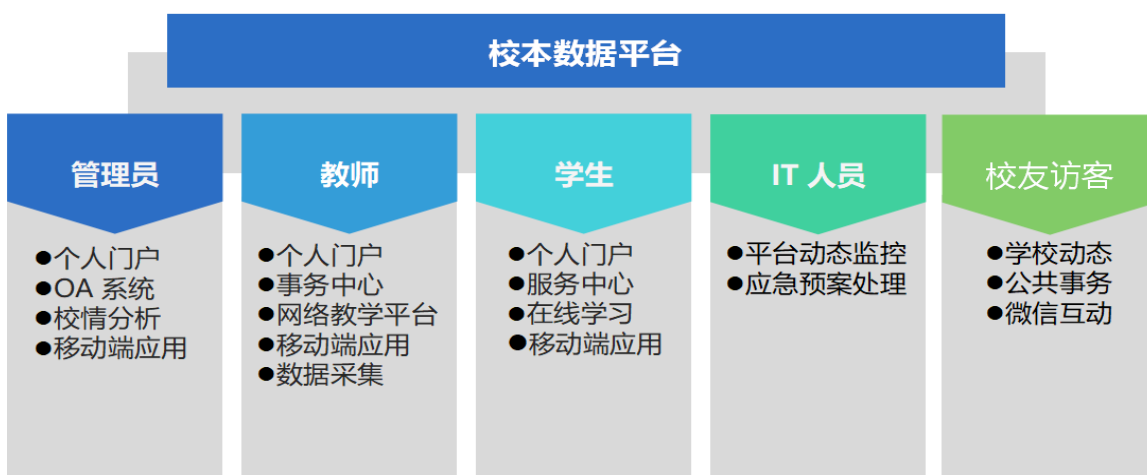 校本数据平台
管理员
●个人门户
●OA 系统
●校情分析
●移动端应用
教师
●个人门户
●事务中心
●网络教学平台
●移动端应用
●数据采集
学生
●个人门户
●服务中心
●在线学习
●移动端应用
IT 人员
●平台动态监控
●应急预案处理
校友访客
●学校动态
●公共事务
●微信互动